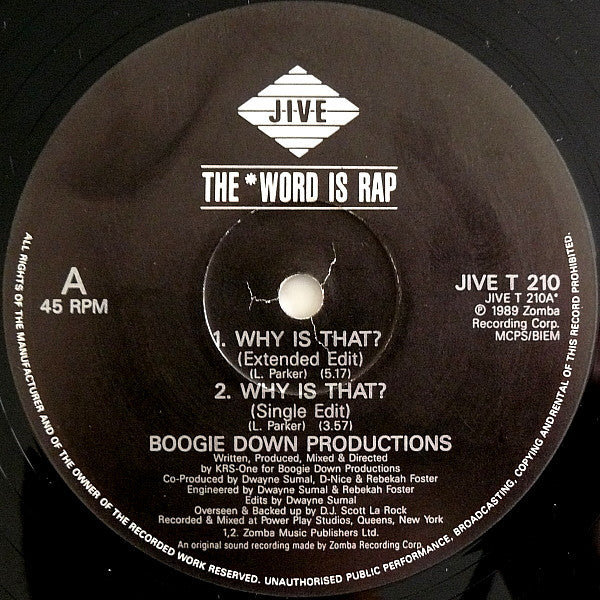 JIVE
THE *WORD IS RAP
A
45 RPM
JIVE T 210
JIVE T 210A*
℗ 1989 Zomba
Recording Corp.
MCPS/BIEM
1. WHY IS THAT?
(Extended Edit)
(L. Parker) (5.17)
2. WHY IS THAT?
(Single Edit)
(L. Parker) (3.57)
BOOGIE DOWN PRODUCTIONS
Written, Produced, Mixed & Directed
by KRS-One for Boogie Down Productions
Co-Produced by Dwayne Sumal, D-Nice & Rebekah Foster
Engineered by Dwayne Sumal & Rebekah Foster
Edits by Dwayne Sumal
Overseen & Backed up by D.J. Scott La Rock
Recorded & Mixed at Power Play Studios, Queens, New York
1,2. Zomba Music Publishers Ltd.
An original sound recording made by Zomba Recording Corp.
ALL RIGHTS OF THE MANUFACTURER AND OF THE OWNER OF THE RECORDED WORK RESERVED. UNAUTHORISED PUBLIC PERFORMANCE, BROADCASTING, COPYING AND RENTAL OF THIS RECORD PROHIBITED.